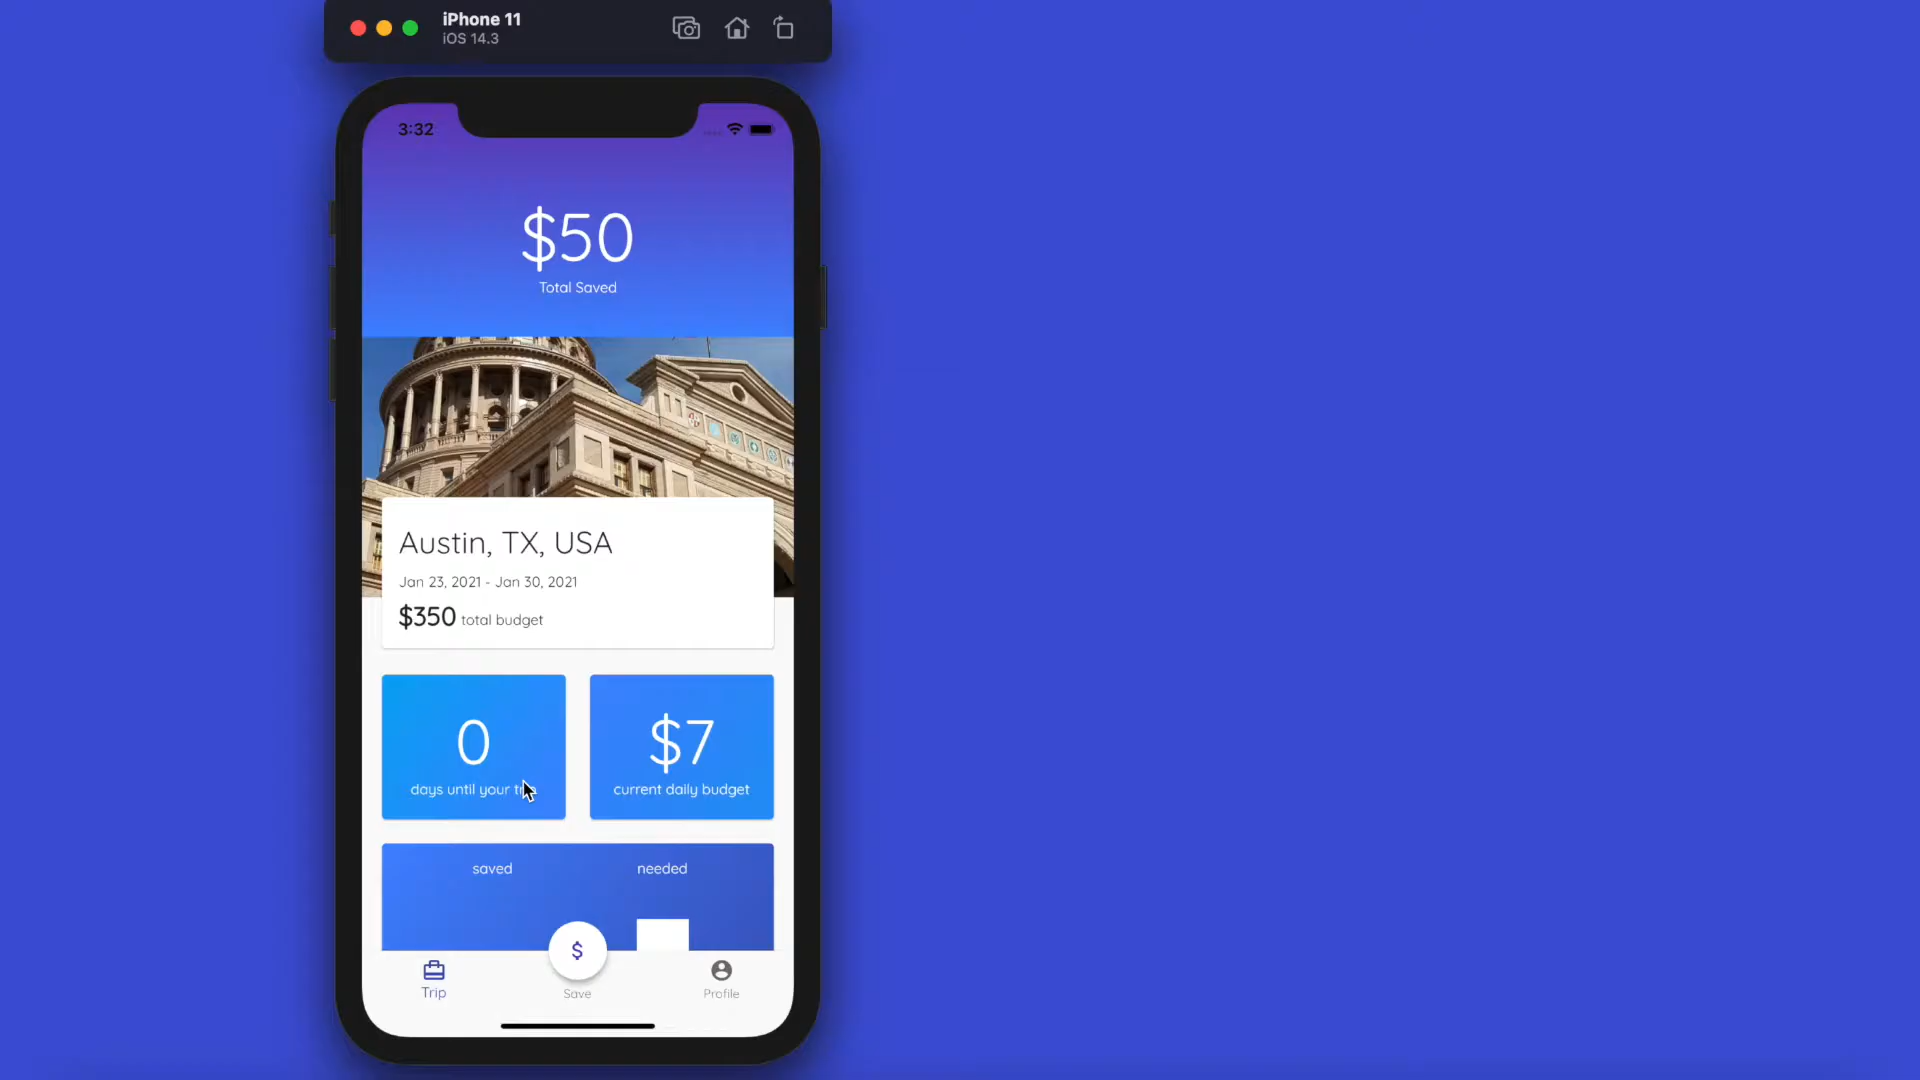 iPhone 11
iOS 14.3
3:32
$50
Total Saved
Austin, TX, USA
Jan 23, 2021 - Jan 30, 2021
$350 total budget
0
days until your trip
$7
current daily budget
saved
needed
$
Trip
Save
Profile